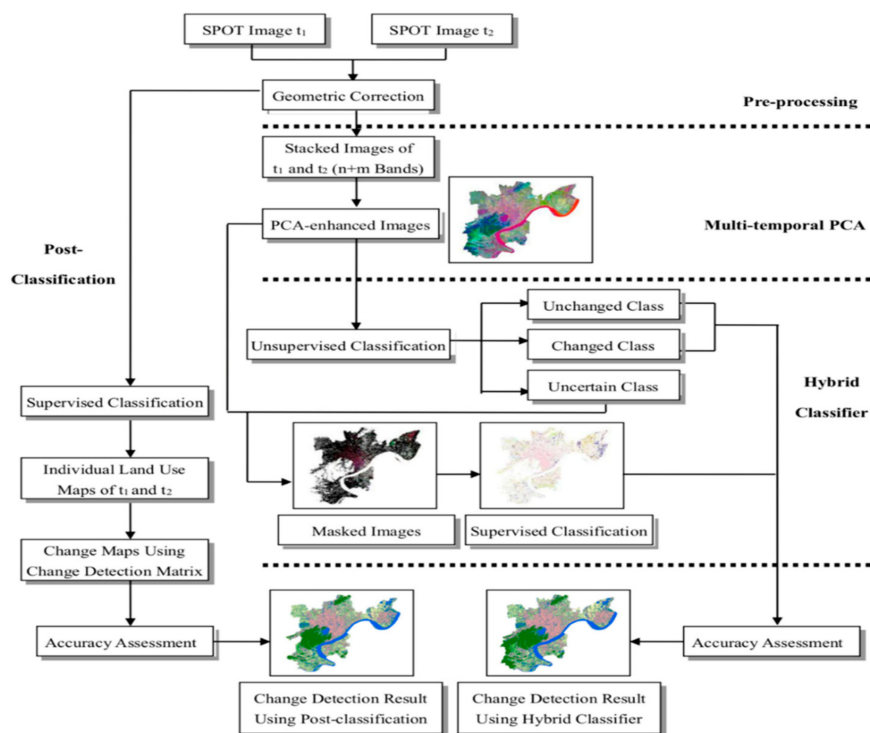 SPOT Image t₁
SPOT Image t₂
Geometric Correction
Pre-processing
Stacked Images of
t₁ and t₂ (n+m Bands)
PCA-enhanced Images
Multi-temporal PCA
Post-
Classification
Unchanged Class
Unsupervised Classification
Changed Class
Uncertain Class
Hybrid
Classifier
Supervised Classification
Individual Land Use
Maps of t₁ and t₂
Masked Images
Supervised Classification
Change Maps Using
Change Detection Matrix
Accuracy Assessment
Accuracy Assessment
Change Detection Result
Using Post-classification
Change Detection Result
Using Hybrid Classifier